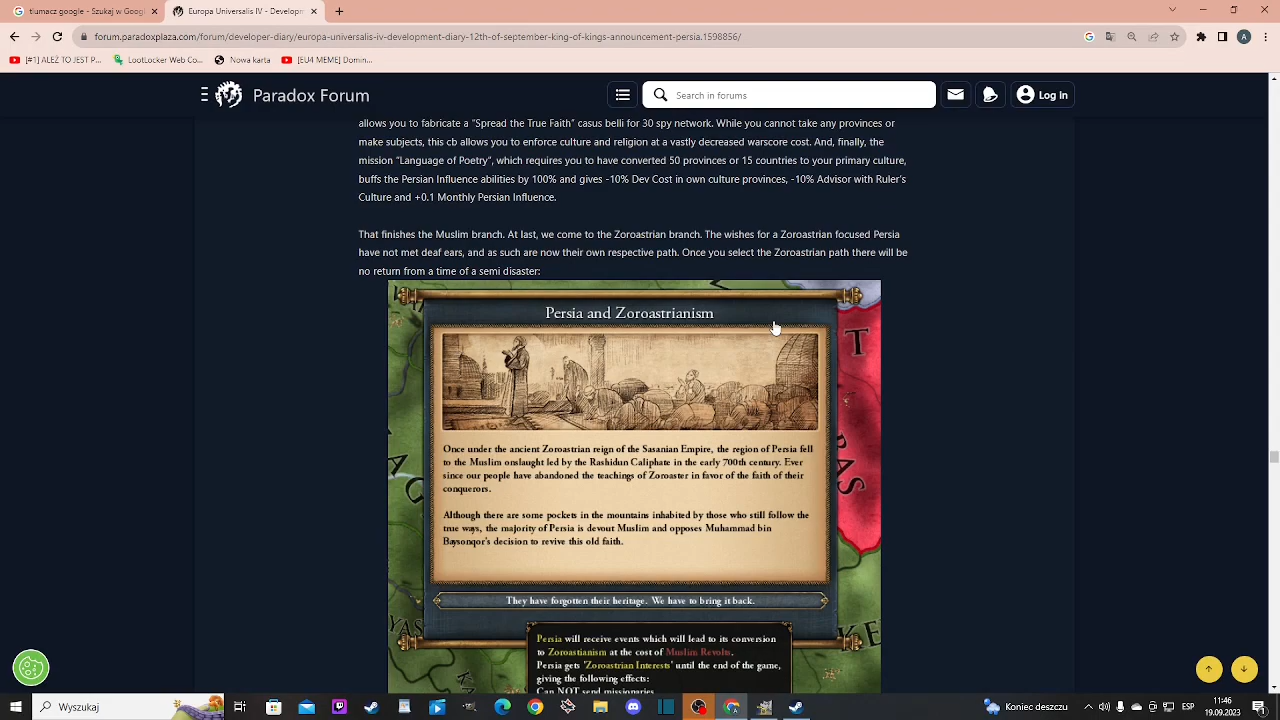 tlumacz.google - Szukaj w Googl
Europa Universalis IV - Developm
forum.paradoxplaza.com/forum/developer-diary/europa-universalis-iv-development-diary-12th-of-september-kings-announcement-persia.1598896/
[#1] ALEŻ TO JEST P...
LootLocker Web Co...
Nowa karta
[EU4 MEME] Domin...
Paradox Forum
Search in forums
Log in
allows you to fabricate a “Spread the True Faith” casus belli for 30 spy network. While you cannot take any provinces or
make subjects, this cb allows you to enforce culture and religion at a vastly decreased warscore cost. And, finally, the
mission “Language of Poetry”, which requires you to have converted 50 provinces or 15 countries to your primary culture,
buffs the Persian Influence abilities by 100% and gives -10% Dev Cost in own culture provinces, -10% Advisor with Ruler’s
Culture and +0.1 Monthly Persian Influence.
That finishes the Muslim branch. At last, we come to the Zoroastrian branch. The wishes for a Zoroastrian focused Persia
have not met deaf ears, and as such are now their own respective path. Once you select the Zoroastrian path there will be
no return from a time of a semi disaster:
Persia and Zoroastrianism
Once under the ancient Zoroastrian reign of the Sasanian Empire, the region of Persia fell
to the Muslim onslaught led by the Rashidun Caliphate in the early 700th century. Ever
since our people have abandoned the teachings of Zoroaster in favor of the faith of their
conquerors.
Although there are some pockets in the mountains inhabited by those who still follow the
true ways, the majority of Persia is devout Muslim and opposes Muhammad bin
Baysonqor's decision to revive this old faith.
They have forgotten their heritage. We have to bring it back.
Persia will receive events which will lead to its conversion
to Zoroastianism at the cost of Muslim Revolts.
Persia gets 'Zoroastrian Interests' until the end of the game,
giving the following effects:
Can NOT send missionaries
Wyszukaj
Koniec deszczu
11:46
19.09.2023